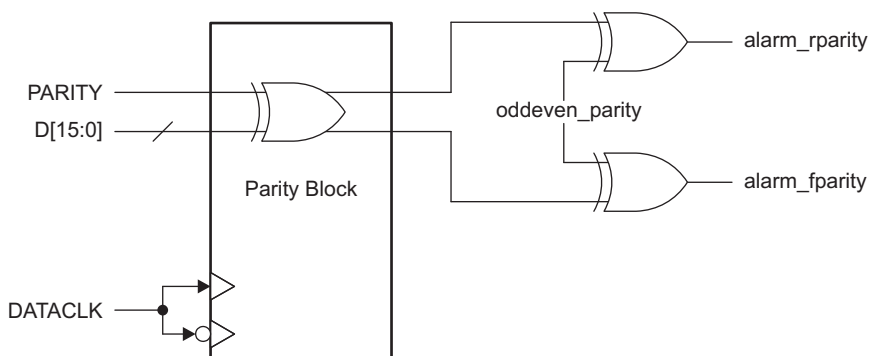 alarm_rparity
PARITY
oddeven_parity
D[15:0]
alarm_fparity
Parity Block
DATACLK